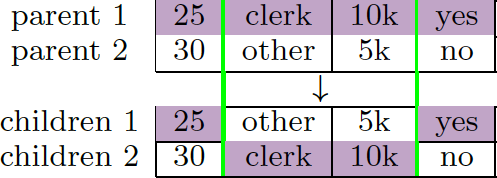 parent 1 25 clerk 10k yes
parent 2 30 other 5k no
↓
children 1 25 other 5k yes
children 2 30 clerk 10k no